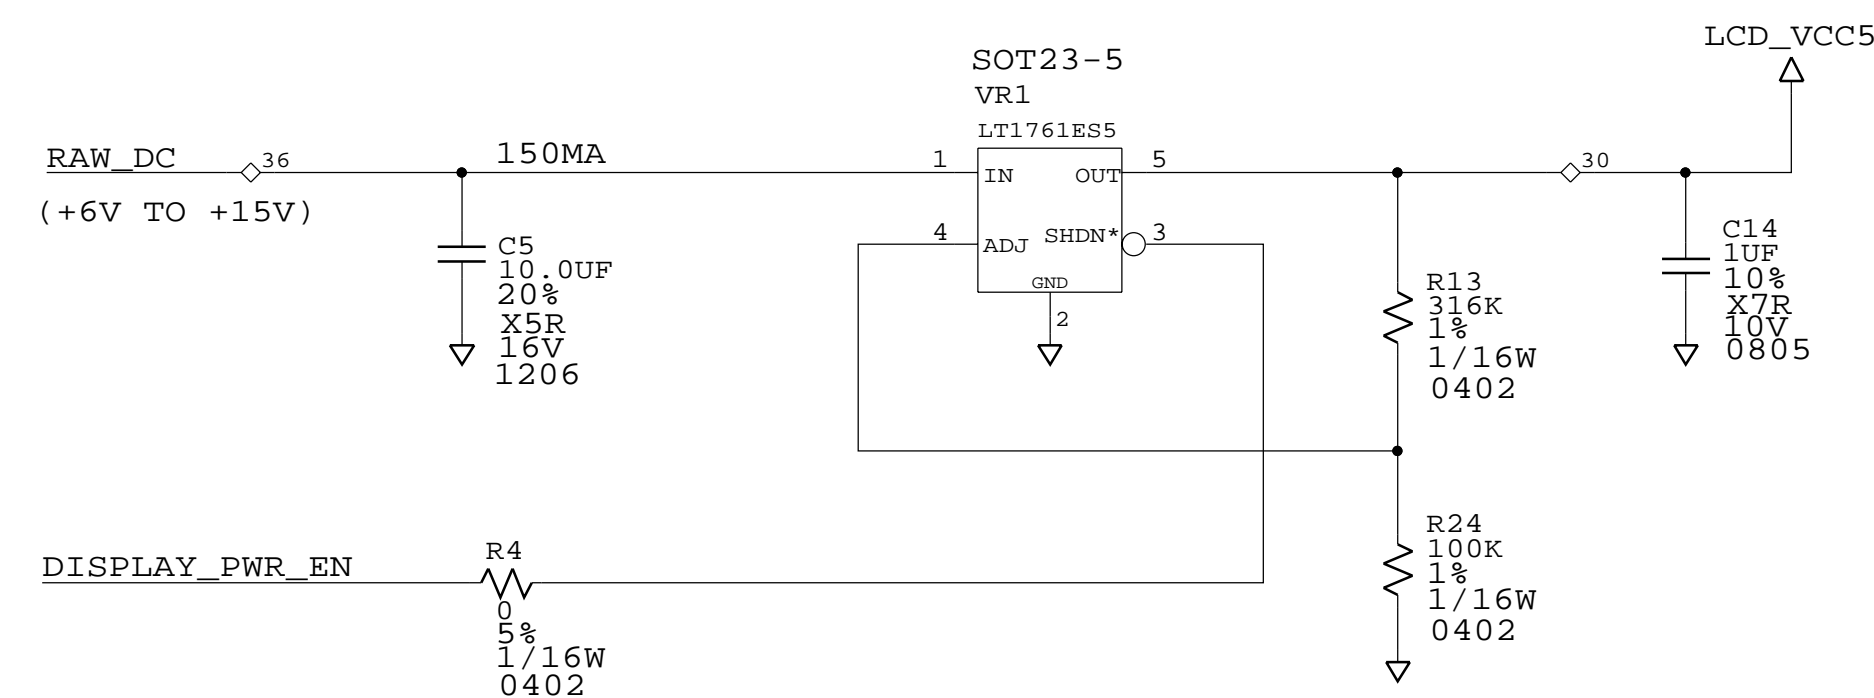 LCD_VCC5
SOT23-5
VR1
LT1761ES5
RAW_DC
36
150MA
1
IN
OUT
5
30
(+6V TO +15V)
4
ADJ
SHDN*
3
GND
2
C5
10.0UF
20%
X5R
16V
1206
C14
1UF
10%
X7R
10V
0805
R13
316K
1%
1/16W
0402
R24
100K
1%
1/16W
0402
DISPLAY_PWR_EN
R4
0
5%
1/16W
0402